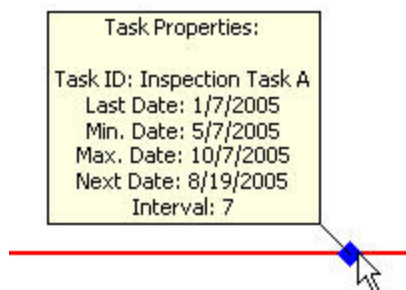 Task Properties:
Task ID: Inspection Task A
Last Date: 1/7/2005
Min. Date: 5/7/2005
Max. Date: 10/7/2005
Next Date: 8/19/2005
Interval: 7